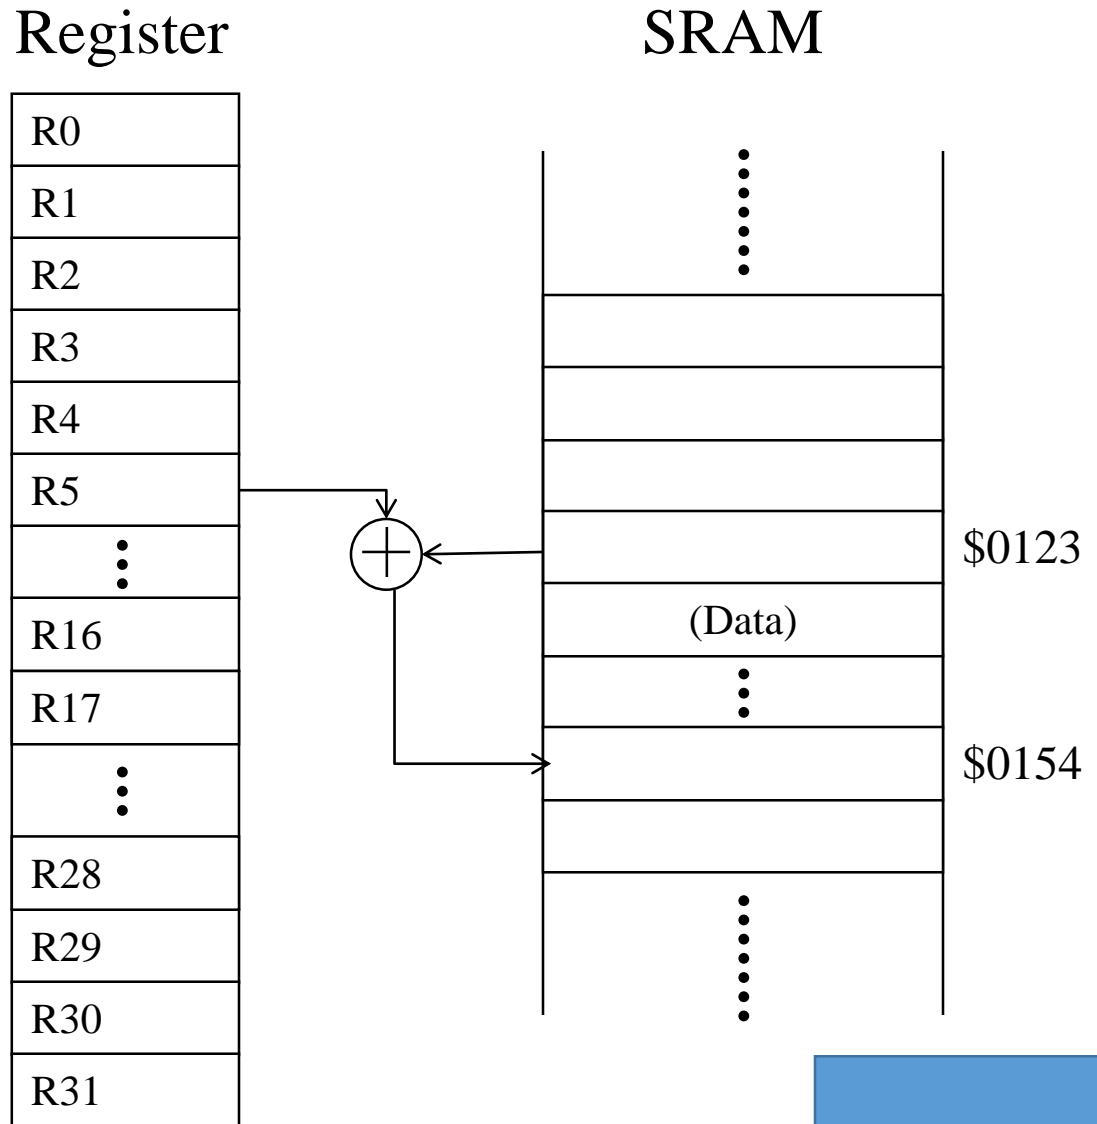 Register
SRAM
R0
R1
R2
R3
R4
R5
R16
R17
R28
R29
R30
R31
$0123
(Data)
$0154